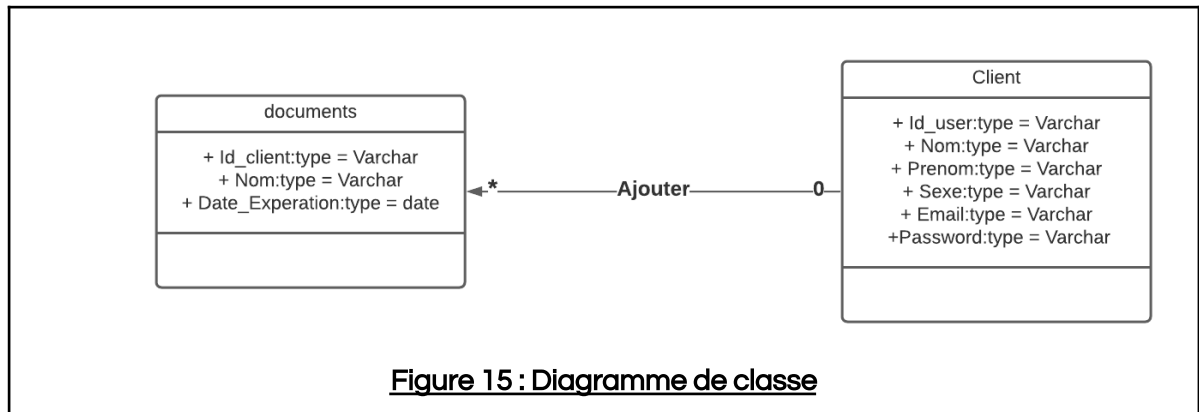 documents
+ Id_client:type = Varchar
+ Nom:type = Varchar
+ Date_Experation:type = date
* Ajouter 0
Client
+ Id_user:type = Varchar
+ Nom:type = Varchar
+ Prenom:type = Varchar
+ Sexe:type = Varchar
+ Email:type = Varchar
+Password:type = Varchar
Figure 15 : Diagramme de classe